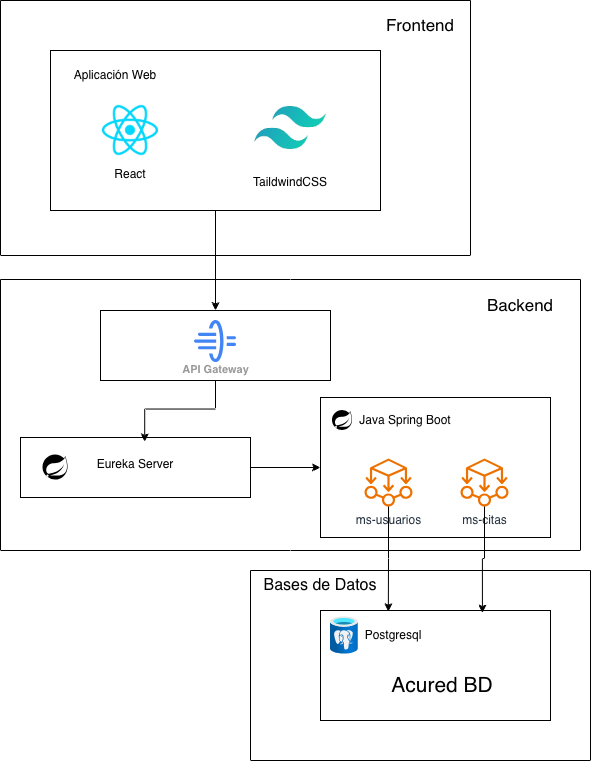 Frontend
Aplicación Web
React
TaildwindCSS
Backend
API Gateway
Java Spring Boot
Eureka Server
ms-usuarios
ms-citas
Bases de Datos
Postgresql
Acured BD